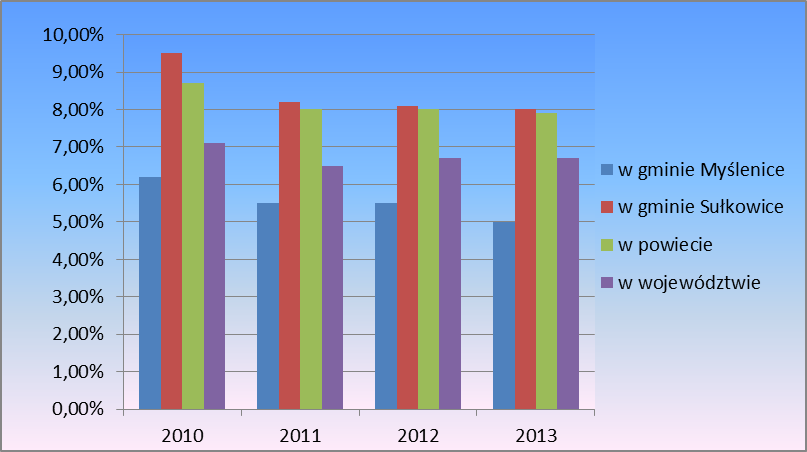 10,00%
9,00%
8,00%
7,00%
6,00%
5,00%
4,00%
3,00%
2,00%
1,00%
0,00%
2010 2011 2012 2013
w gminie Myślenice
w gminie Sułkowice
w powiecie
w województwie